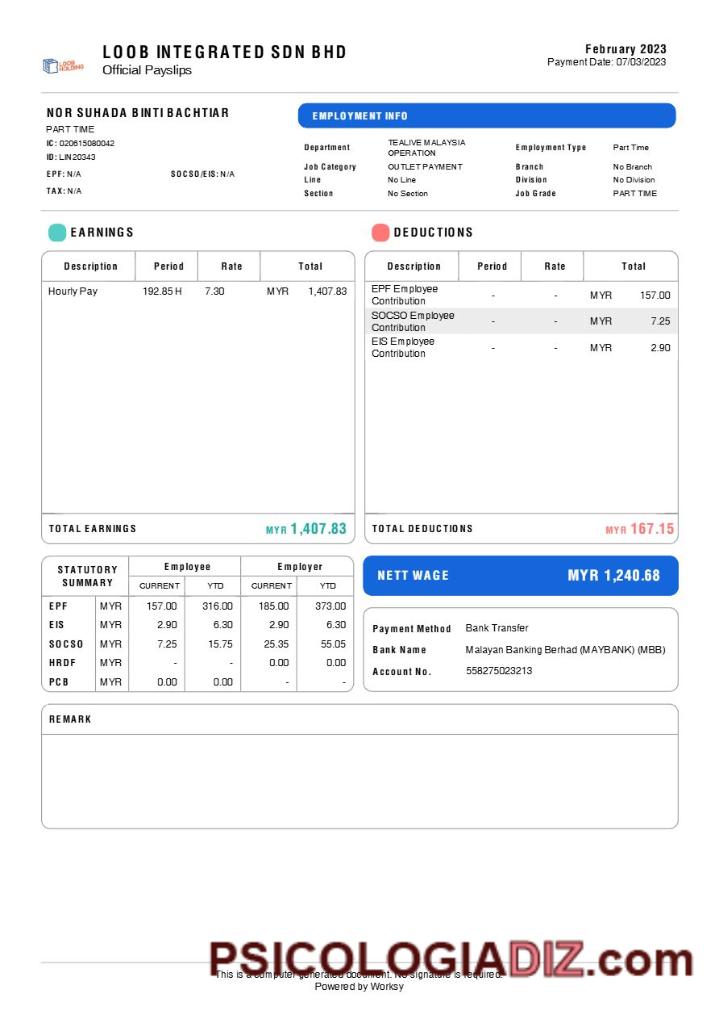 LOOB HOLDING
LOOB INTEGRATED SDN BHD
Official Payslips
February 2023
Payment Date: 07/03/2023
NOR SUHADA BINTI BACHTIAR
PART TIME
IC: 020615080042
ID: LIN20343
EPF: N/A SOCSO/EIS: N/A
TAX: N/A
EMPLOYMENT INFO
Department TEALIVE MALAYSIA OPERATION Employment Type Part Time
Job Category OUTLET PAYMENT Branch No Branch
Line No Line Division No Division
Section No Section Job Grade PART TIME
EARNINGS
Description Period Rate Total
Hourly Pay 192.85 H 7.30 MYR 1,407.83
TOTAL EARNINGS MYR 1,407.83
DEDUCTIONS
Description Period Rate Total
EPF Employee Contribution - - MYR 157.00
SOCSO Employee Contribution - - MYR 7.25
EIS Employee Contribution - - MYR 2.90
TOTAL DEDUCTIONS MYR 167.15
STATUTORY SUMMARY Employee Employer
CURRENT YTD CURRENT YTD
EPF MYR 157.00 316.00 185.00 373.00
EIS MYR 2.90 6.30 2.90 6.30
SOCSO MYR 7.25 15.75 25.35 55.05
HRDF MYR - - 0.00 0.00
PCB MYR 0.00 0.00 - -
NETT WAGE MYR 1,240.68
Payment Method Bank Transfer
Bank Name Malayan Banking Berhad (MAYBANK) (MBB)
Account No. 558275023213
REMARK
PSICOLOGIADIZ.com
This is a computer generated document. No signature is required.
Powered by Worksy